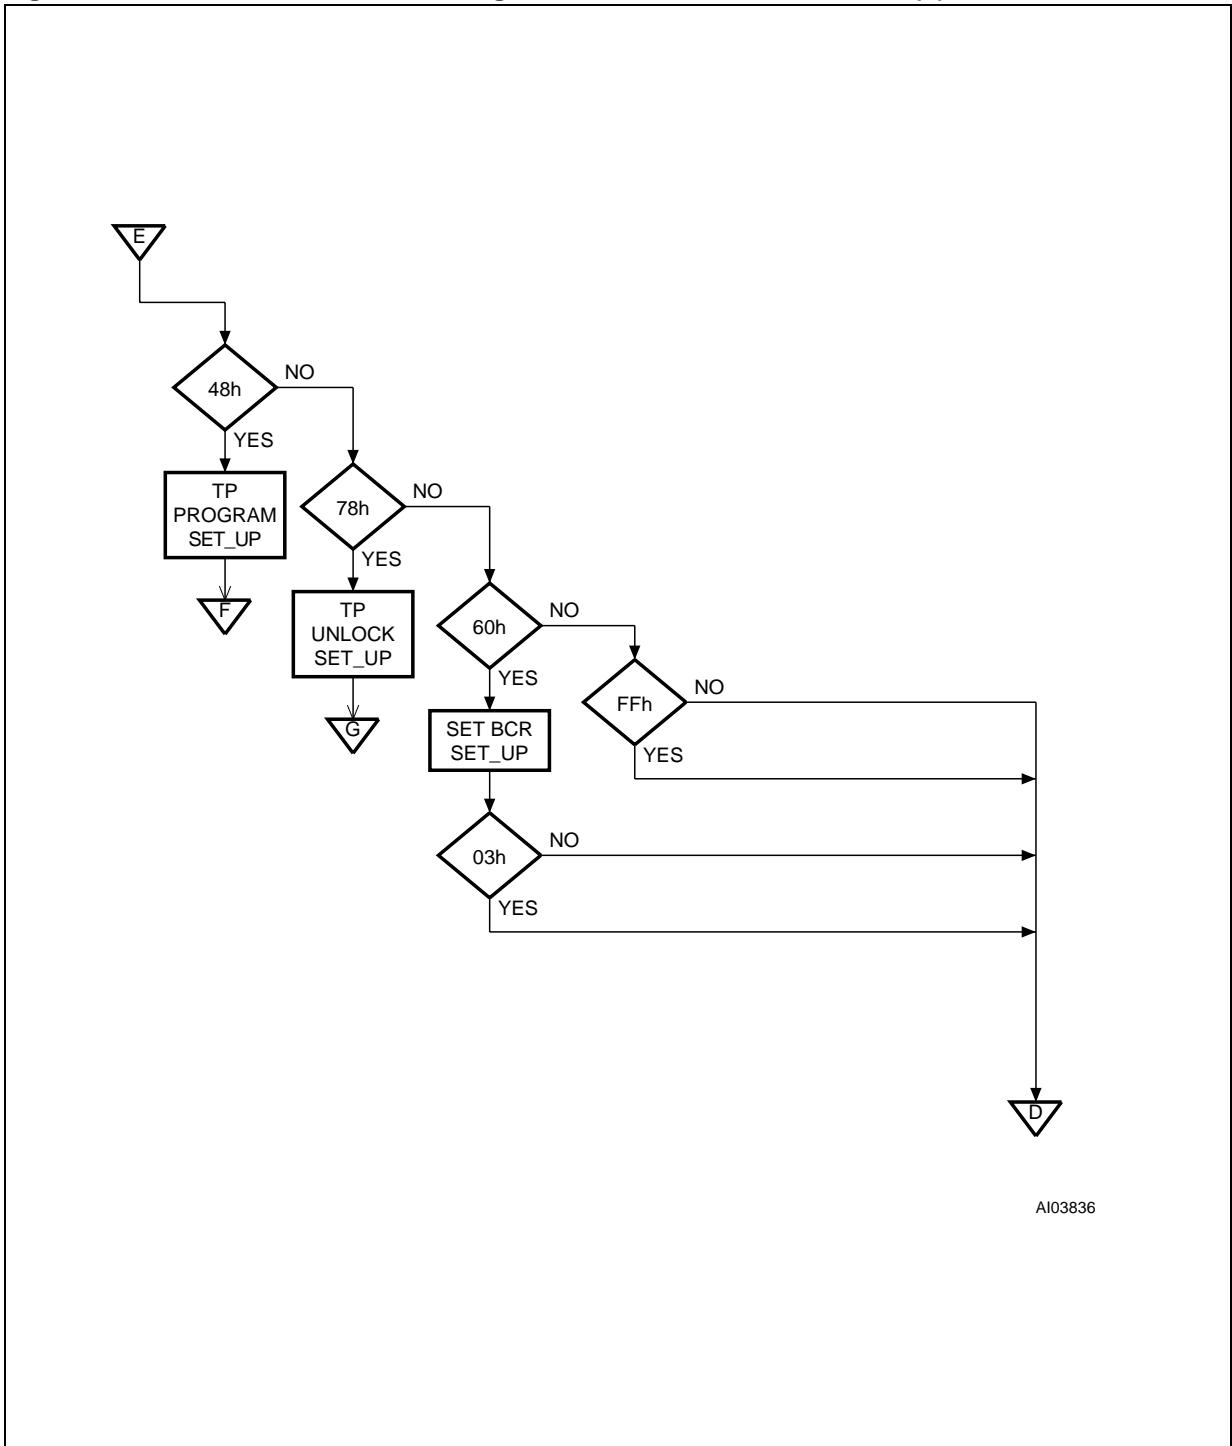 E
48h
NO
YES
TP
PROGRAM
SET_UP
F
78h
NO
YES
TP
UNLOCK
SET_UP
G
60h
NO
YES
SET BCR
SET_UP
FFh
NO
YES
03h
NO
YES
D
AI03836